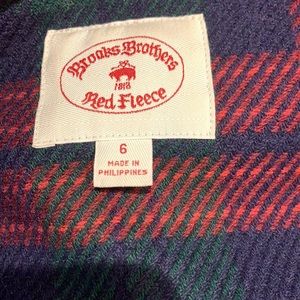 Brooks Brothers
1818
Red Fleece
6
MADE IN
PHILIPPINES